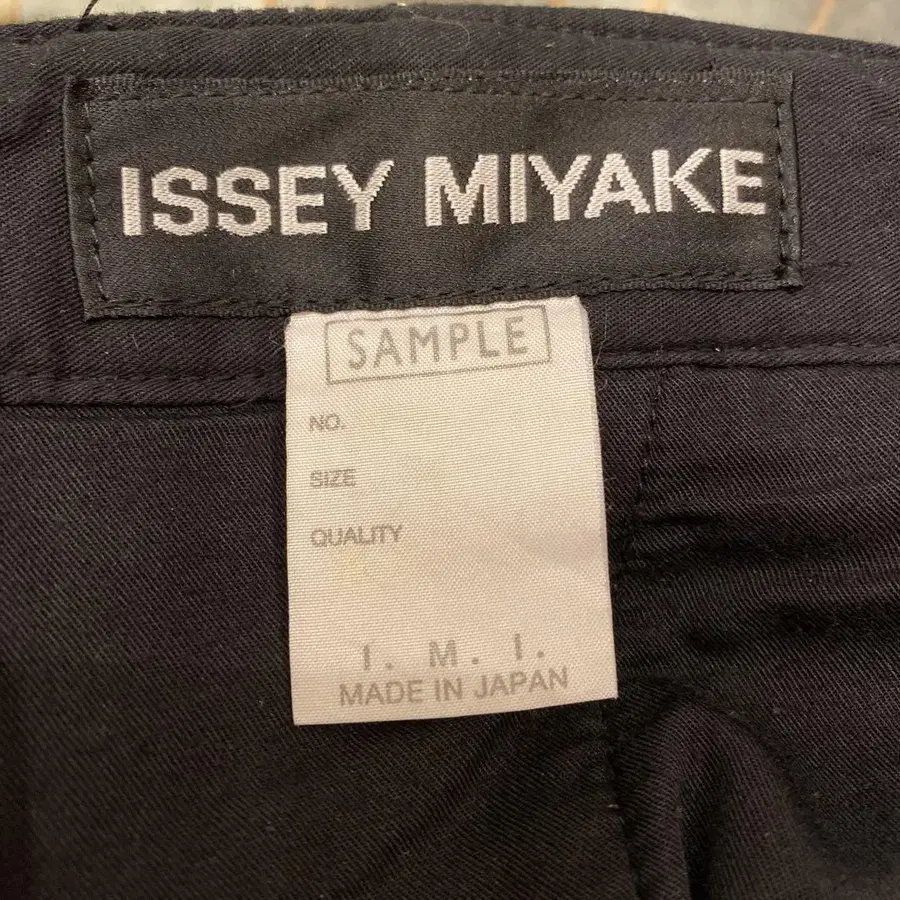 ISSEY MIYAKE
SAMPLE
NO.
SIZE
QUALITY
I. M. I.
MADE IN JAPAN